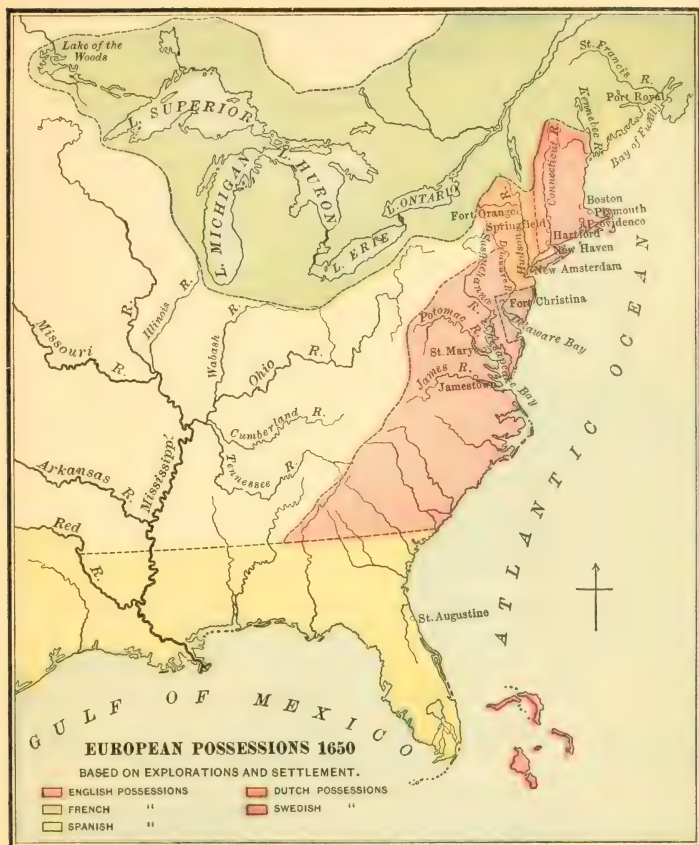 Lake of the
Woods
L. SUPERIOR
L. MICHIGAN
L. HURON
L. ONTARIO
L. ERIE
St. Francis R.
Port Royal
Bay of Fundy
Kennebec R.
Connecticut R.
Boston
Plymouth
Providence
Hartford
New Haven
New Amsterdam
Fort Orange
Springfield
Hudson R.
Delaware R.
Susquehanna R.
Fort Christina
Delaware Bay
Potomac R.
St. Mary
Chesapeake Bay
James R.
Jamestown
Missouri R.
Illinois R.
Wabash R.
Ohio R.
Cumberland R.
Tennessee R.
Arkansas R.
Mississippi
R.
Red R.
St. Augustine
ATLANTIC OCEAN
GULF OF MEXICO
EUROPEAN POSSESSIONS 1650
BASED ON EXPLORATIONS AND SETTLEMENT.
ENGLISH POSSESSIONS
FRENCH "
SPANISH "
DUTCH POSSESSIONS
SWEDISH "